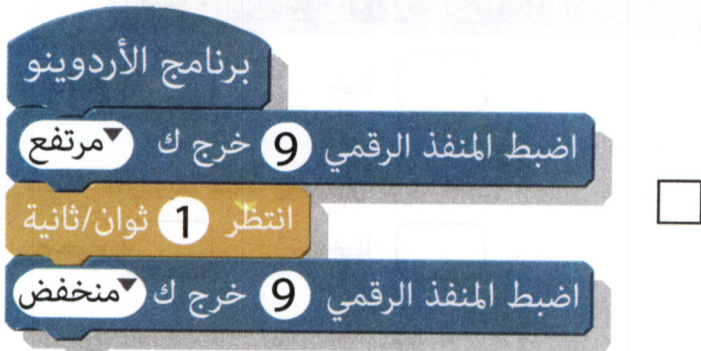 برنامج الأردوينو
اضبط المنفذ الرقمي 9 خرج ك مرتفع
انتظر 1 ثوان/ثانية
اضبط المنفذ الرقمي 9 خرج ك منخفض